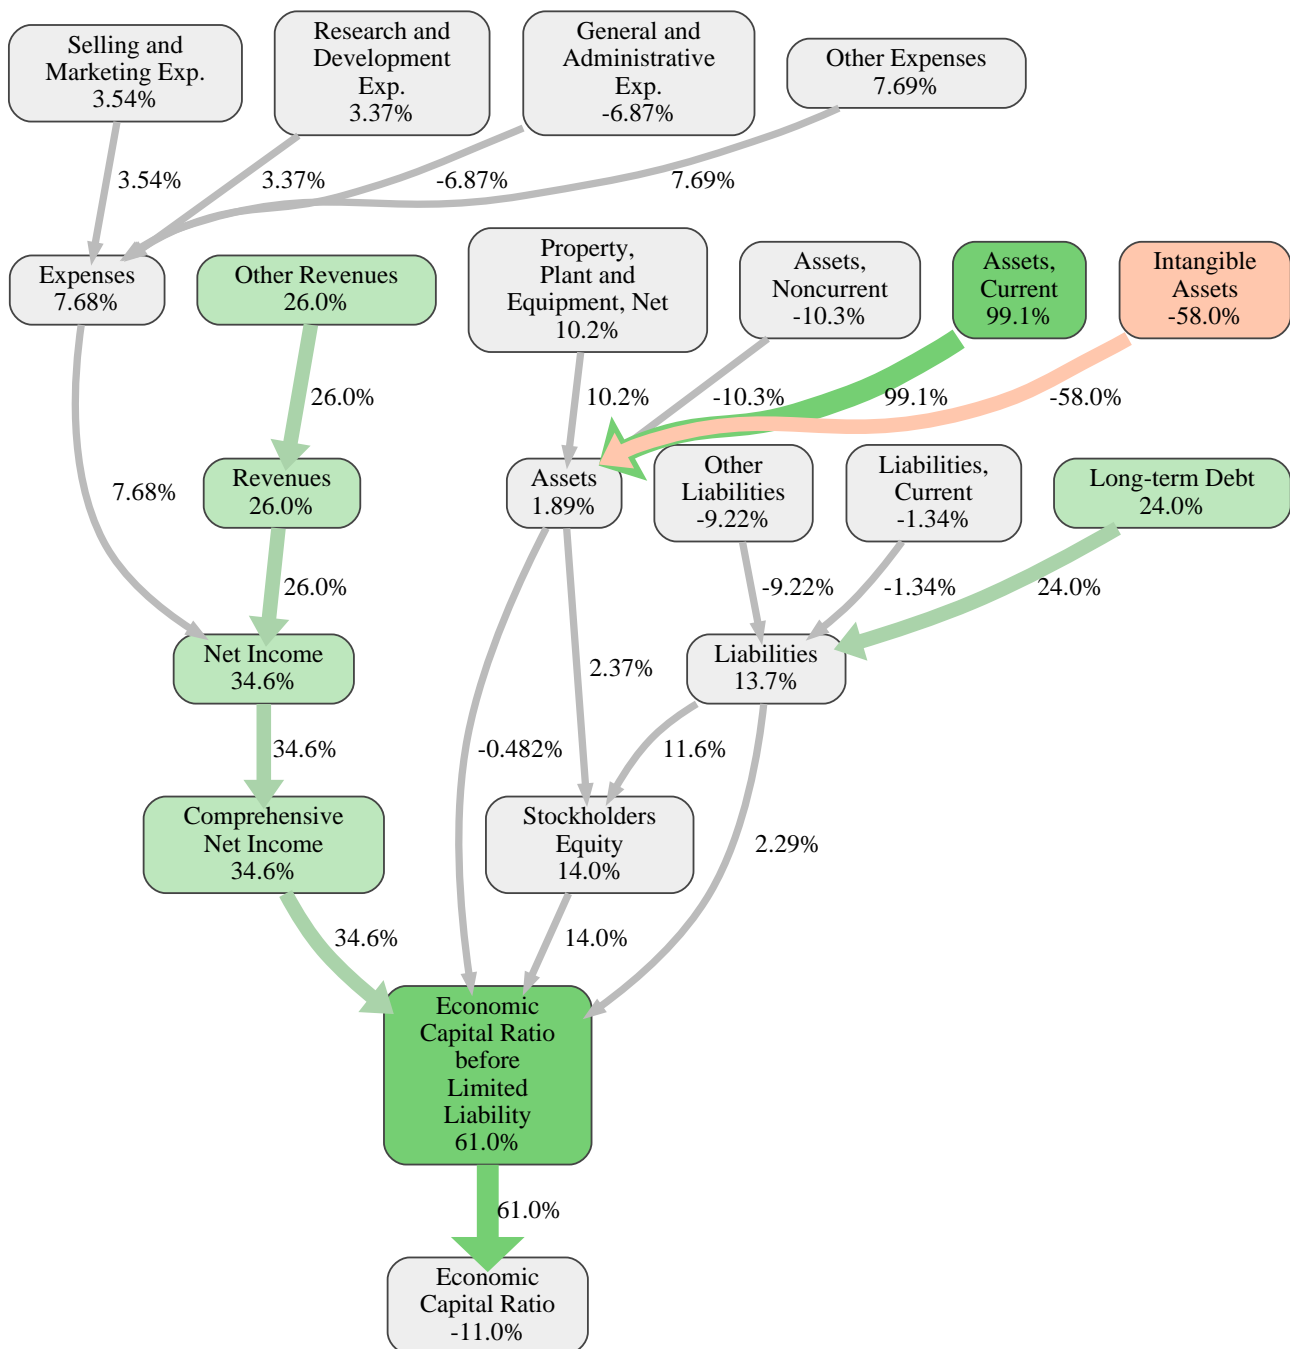 Selling and
Marketing Exp.
3.54%
Research and
Development
Exp.
3.37%
General and
Administrative
Exp.
-6.87%
Other Expenses
7.69%
3.54%
3.37%
-6.87%
7.69%
Expenses
7.68%
Other Revenues
26.0%
Property,
Plant and
Equipment, Net
10.2%
Assets,
Noncurrent
-10.3%
Assets,
Current
99.1%
Intangible
Assets
-58.0%
26.0%
10.2%
-10.3%
99.1%
-58.0%
7.68%
Revenues
26.0%
Assets
1.89%
Other
Liabilities
-9.22%
Liabilities,
Current
-1.34%
Long-term Debt
24.0%
26.0%
-9.22%
-1.34%
24.0%
Net Income
34.6%
2.37%
Liabilities
13.7%
34.6%
-0.482%
11.6%
Comprehensive
Net Income
34.6%
Stockholders
Equity
14.0%
2.29%
34.6%
14.0%
Economic
Capital Ratio
before
Limited
Liability
61.0%
61.0%
Economic
Capital Ratio
-11.0%